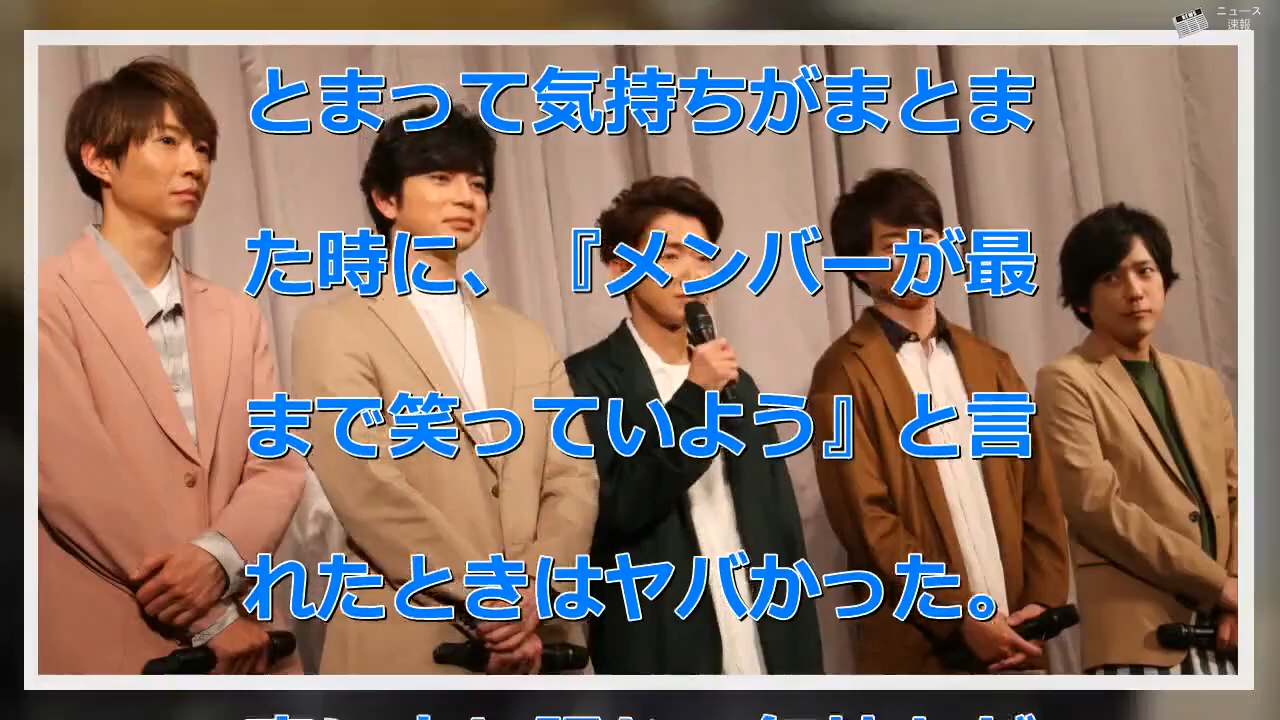 ニュース
速報
NEWS
とまって気持ちがまとま
た時に、『メンバーが最
まで笑っていよう』と言
れたときはヤバかった。